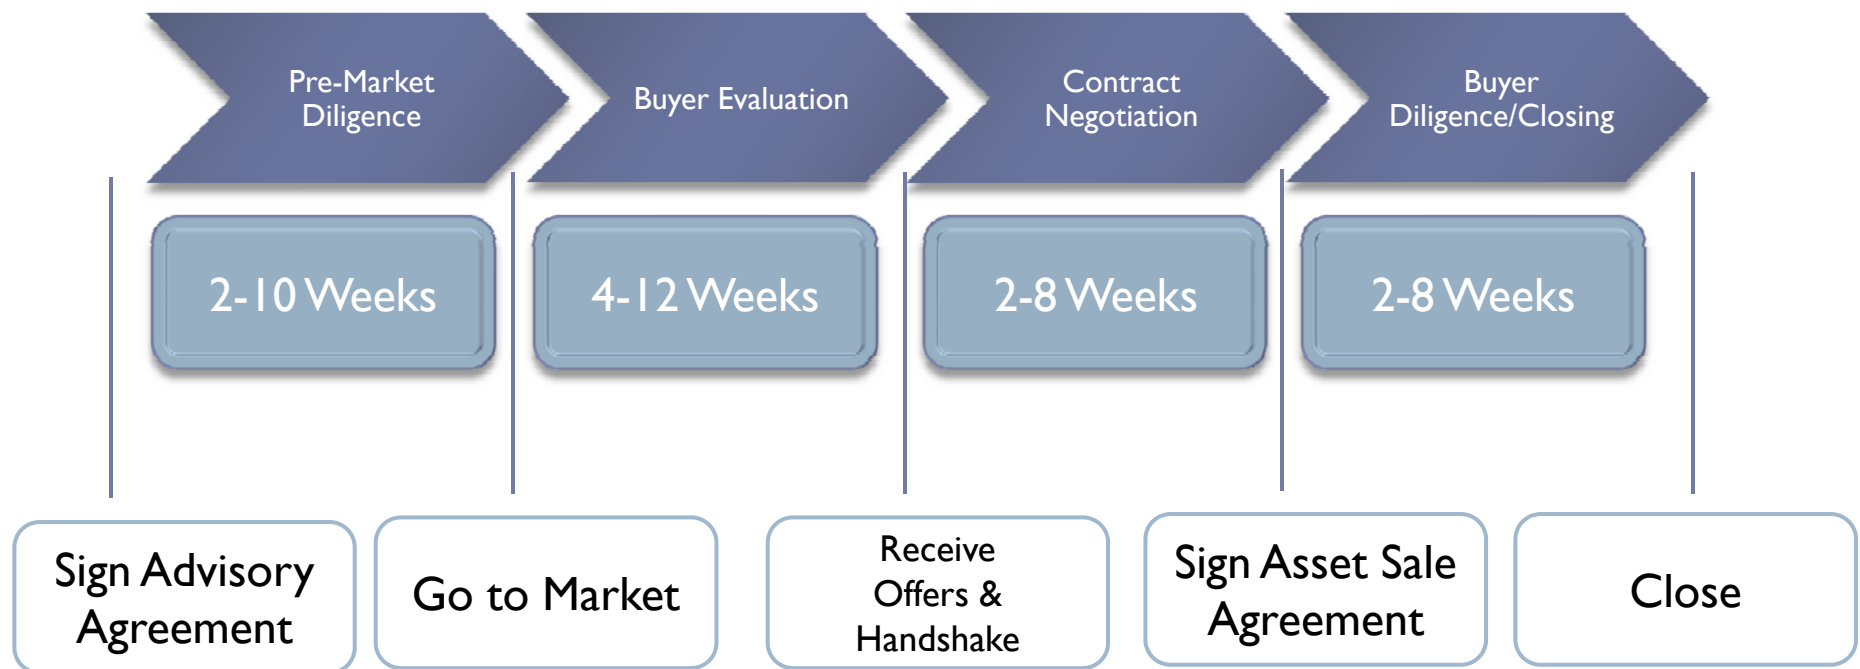 Pre-Market
Diligence
Buyer Evaluation
Contract
Negotiation
Buyer
Diligence/Closing
2-10 Weeks
4-12 Weeks
2-8 Weeks
2-8 Weeks
Sign Advisory
Agreement
Go to Market
Receive
Offers &
Handshake
Sign Asset Sale
Agreement
Close